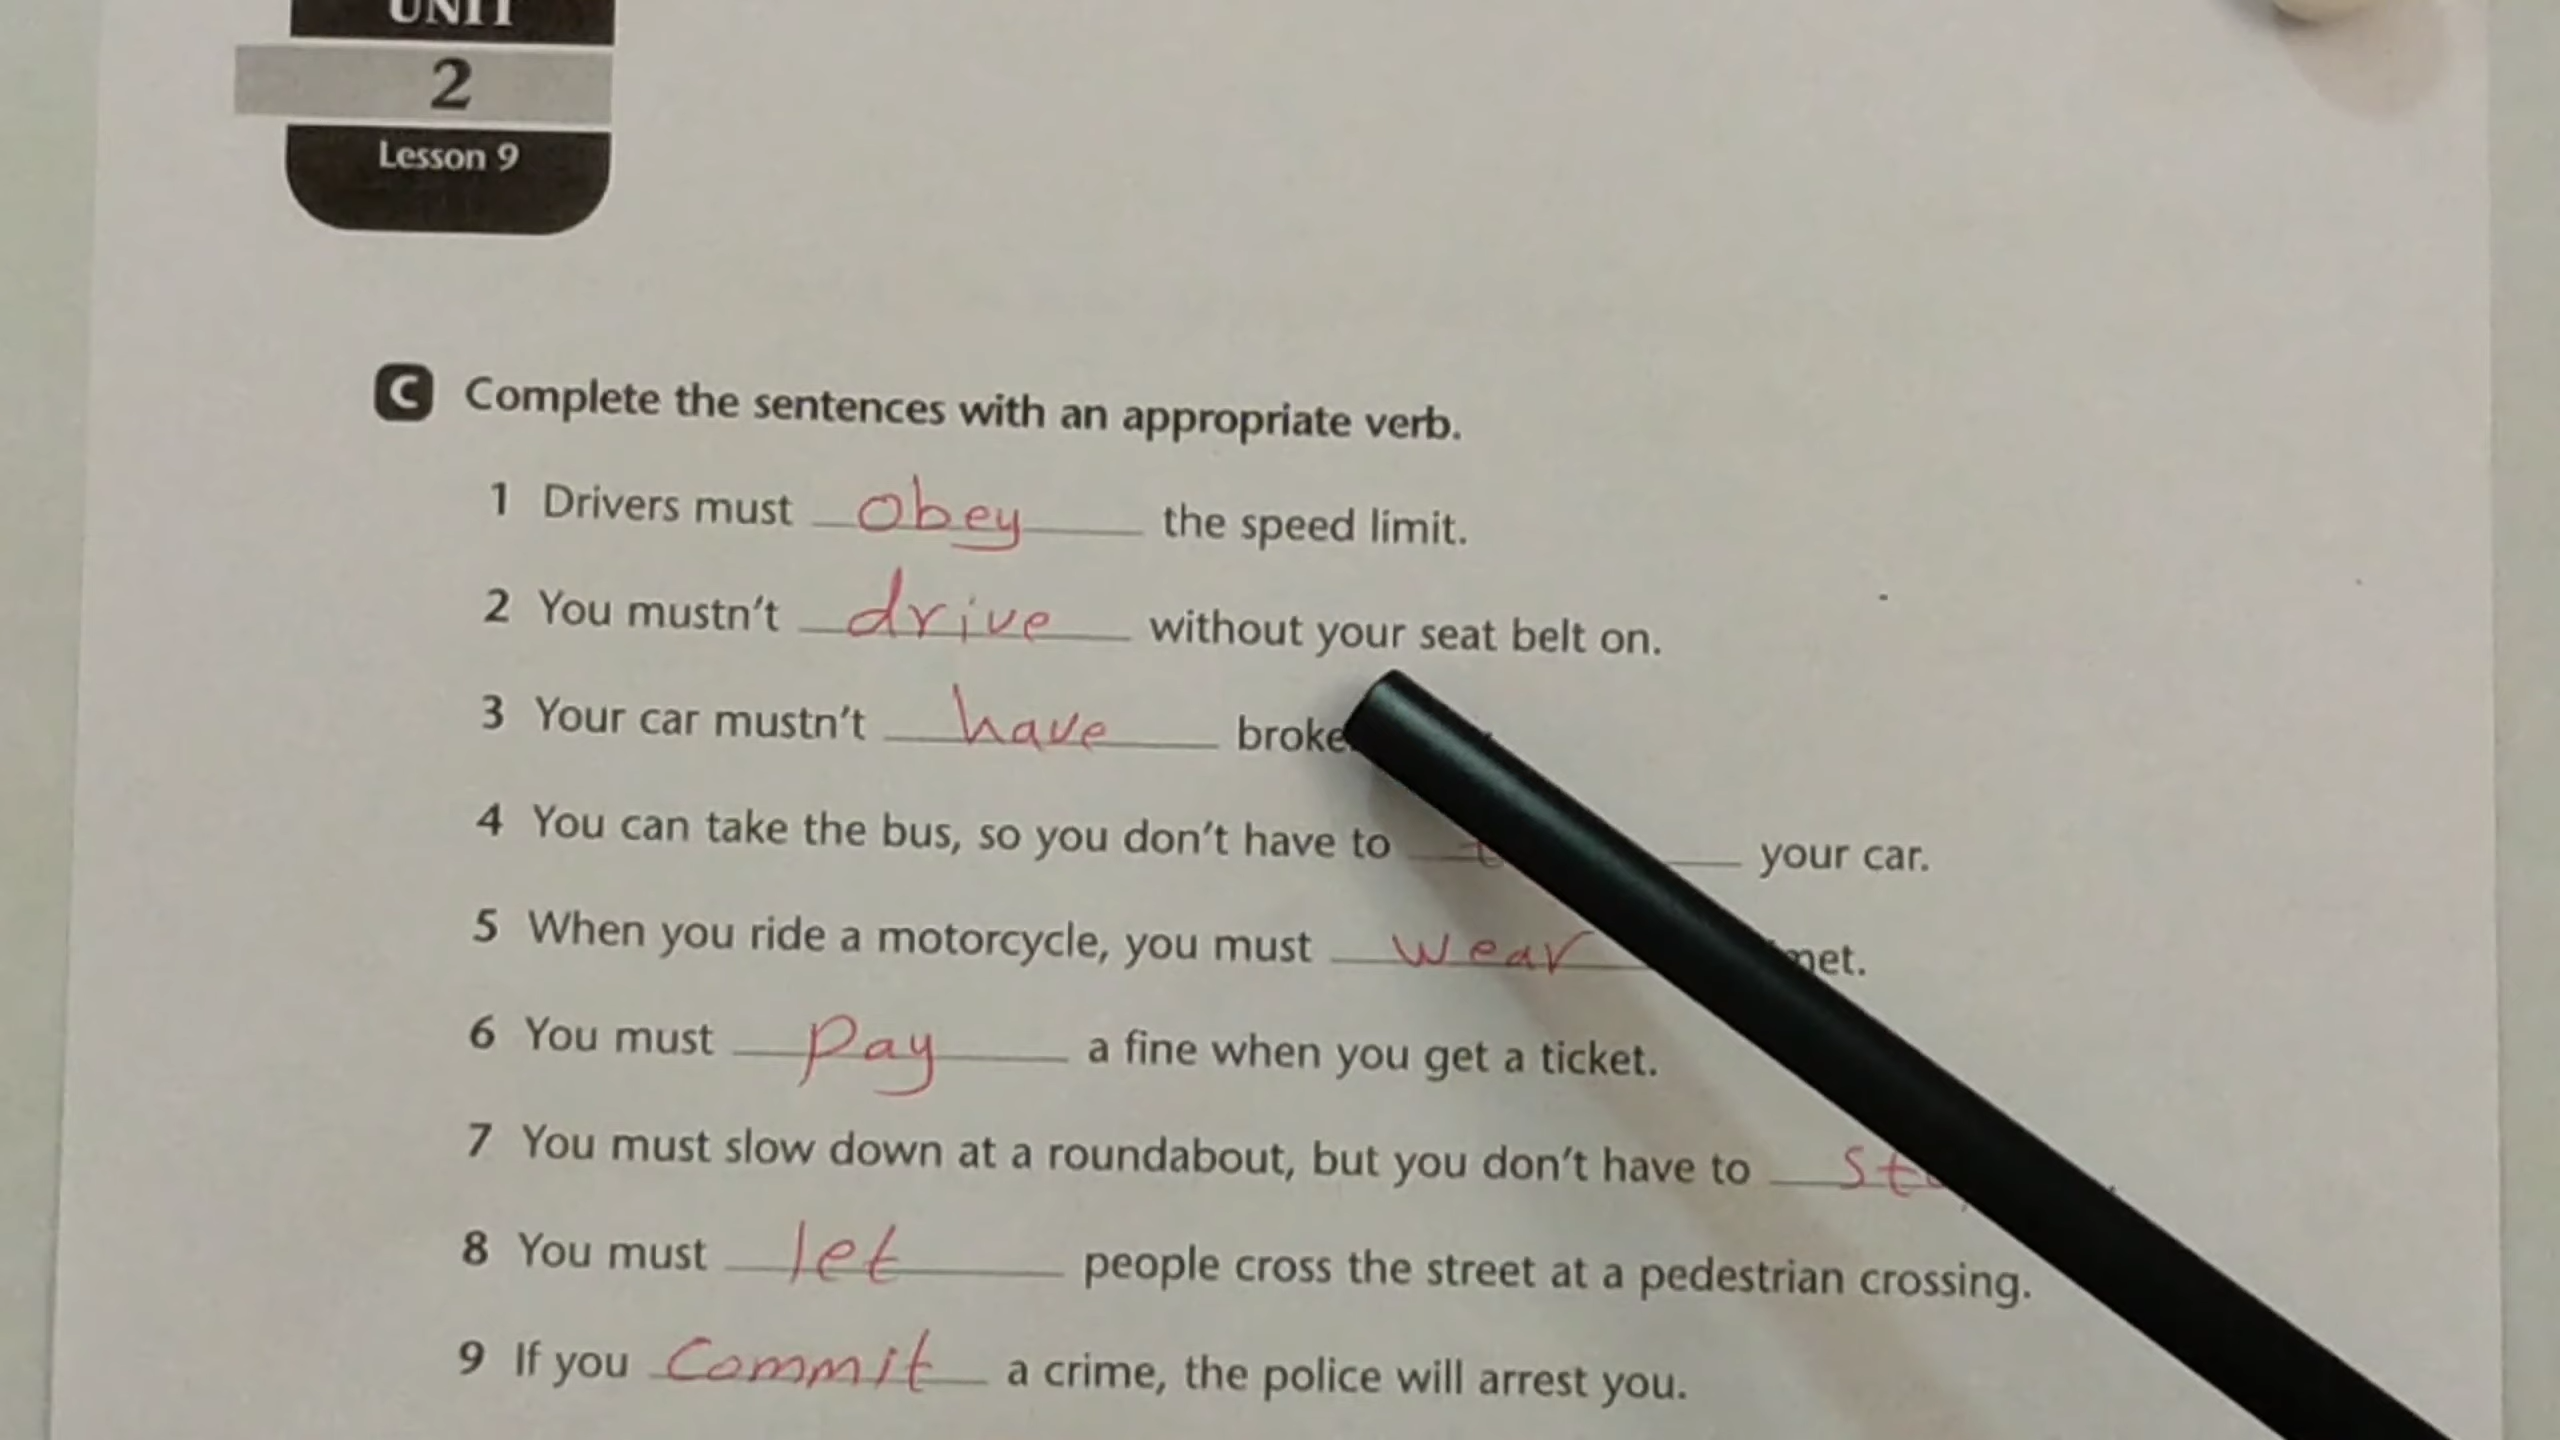 UNIT
2
Lesson 9
C Complete the sentences with an appropriate verb.
1 Drivers must obey the speed limit.
2 You mustn't drive without your seat belt on.
3 Your car mustn't have
4 You can take the bus, so you don't have to your car.
5 When you ride a motorcycle, you must wear
6 You must pay a fine when you get a ticket.
7 You must slow down at a roundabout, but you don't have to
8 You must let people cross the street at a pedestrian crossing.
9 If you commit a crime, the police will arrest you.